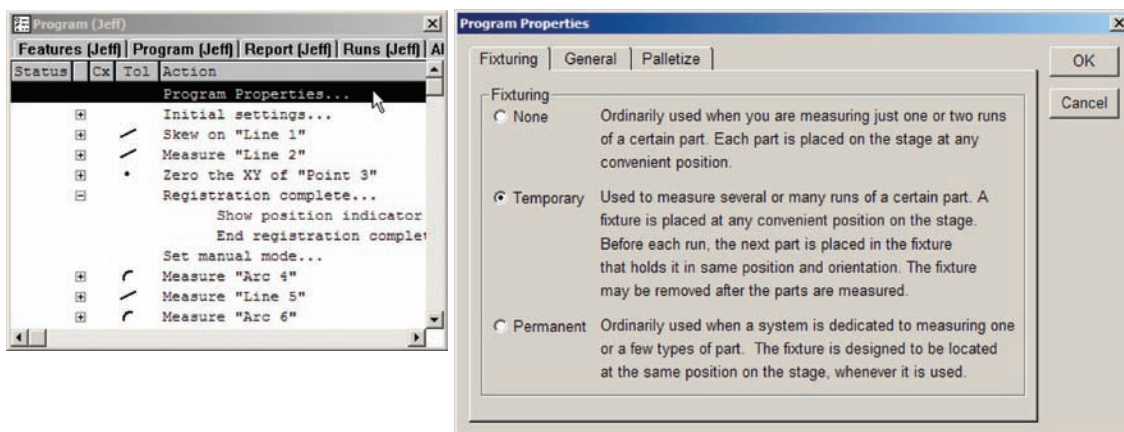 Program (Jeff)
Features (Jeff) Program (Jeff) Report (Jeff) Runs (Jeff)
Status Cx Tol Action
Program Properties...
Initial settings...
Skew on "Line 1"
Measure "Line 2"
Zero the XY of "Point 3"
Registration complete...
Show position indicator
End registration complet
Set manual mode...
Measure "Arc 4"
Measure "Line 5"
Measure "Arc 6"
Program Properties
Fixturing General Palletize
OK
Cancel
Fixturing
None Ordinarily used when you are measuring just one or two runs
of a certain part. Each part is placed on the stage at any
convenient position.
Temporary Used to measure several or many runs of a certain part. A
fixture is placed at any convenient position on the stage.
Before each run, the next part is placed in the fixture
that holds it in same position and orientation. The fixture
may be removed after the parts are measured.
Permanent Ordinarily used when a system is dedicated to measuring one
or a few types of part. The fixture is designed to be located
at the same position on the stage, whenever it is used.